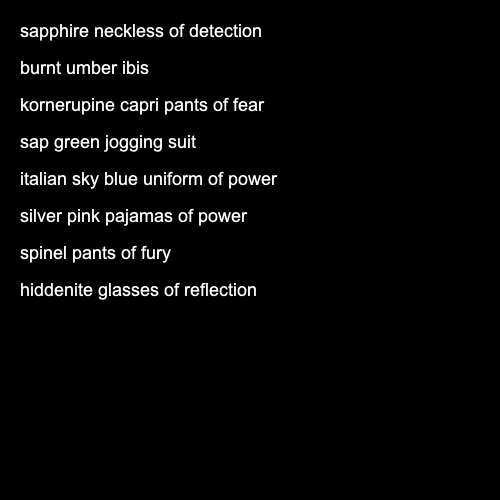 sapphire neckless of detection
burnt umber ibis
kornerupine capri pants of fear
sap green jogging suit
italian sky blue uniform of power
silver pink pajamas of power
spinel pants of fury
hiddenite glasses of reflection